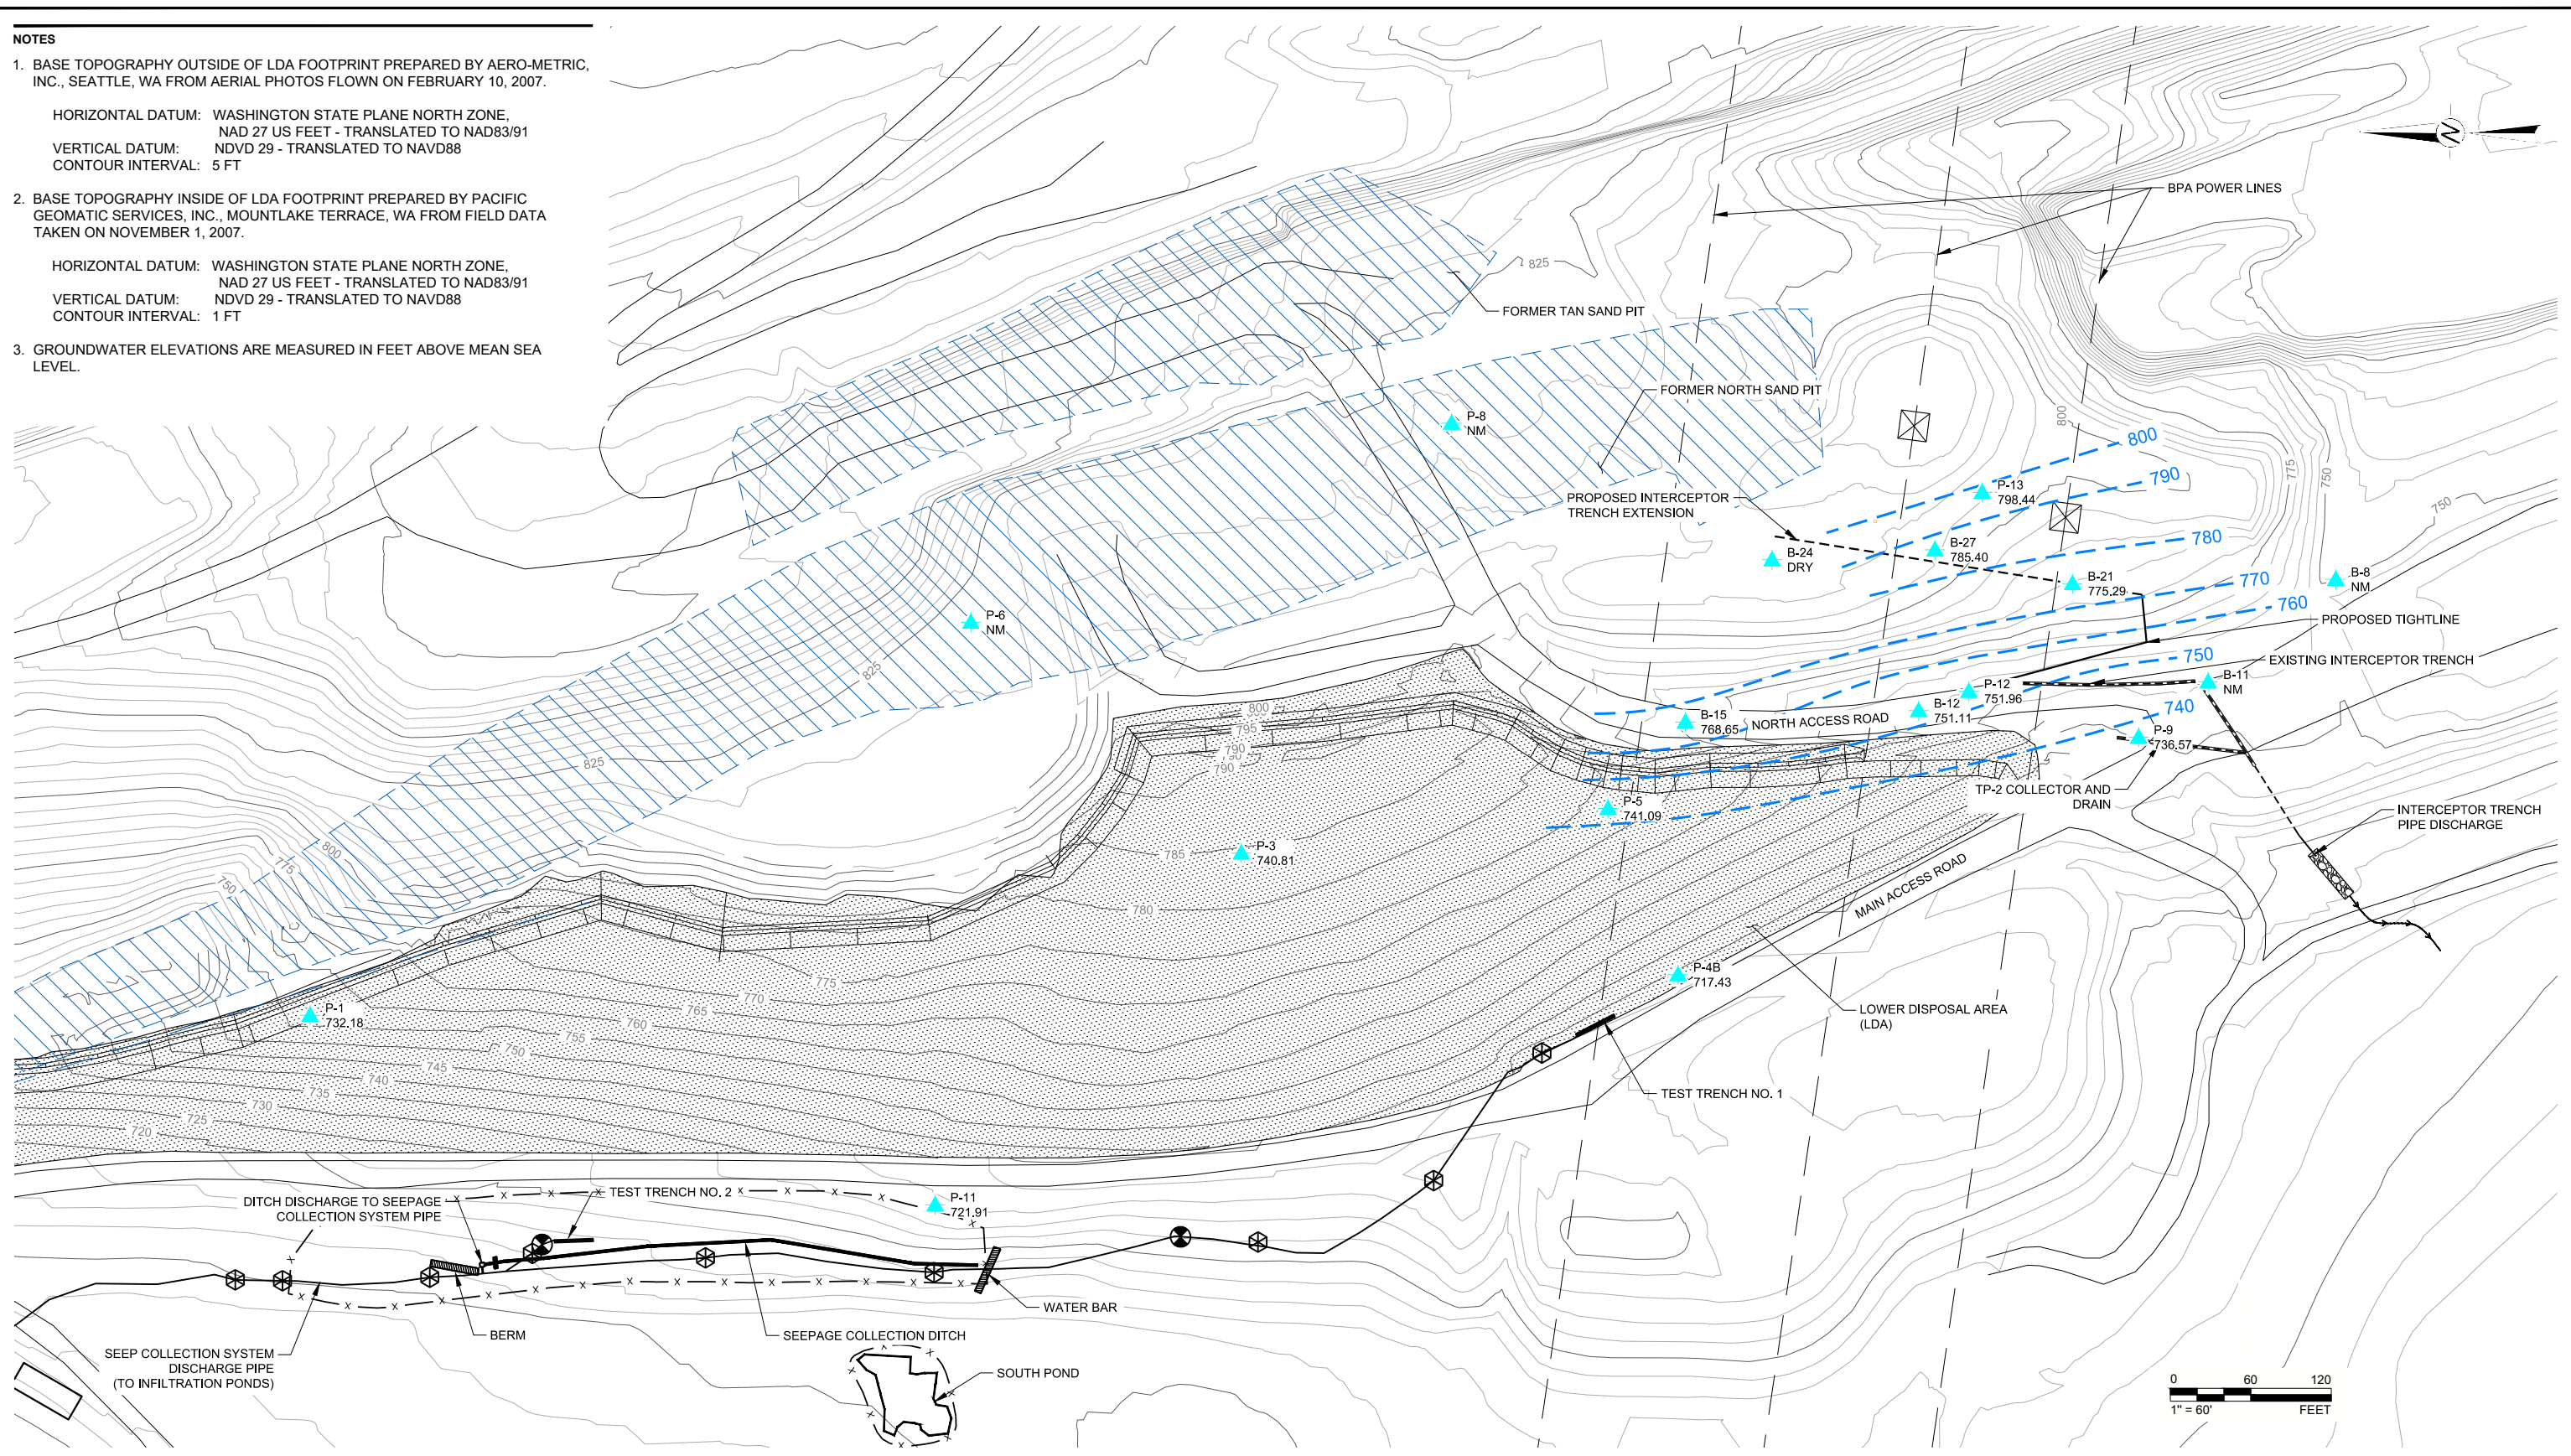 NOTES
1. BASE TOPOGRAPHY OUTSIDE OF LDA FOOTPRINT PREPARED BY AERO-METRIC,
INC., SEATTLE, WA FROM AERIAL PHOTOS FLOWN ON FEBRUARY 10, 2007.
HORIZONTAL DATUM: WASHINGTON STATE PLANE NORTH ZONE,
NAD 27 US FEET - TRANSLATED TO NAD83/91
VERTICAL DATUM: NDVD 29 - TRANSLATED TO NAVD88
CONTOUR INTERVAL: 5 FT
2. BASE TOPOGRAPHY INSIDE OF LDA FOOTPRINT PREPARED BY PACIFIC
GEOMATIC SERVICES, INC., MOUNTLAKE TERRACE, WA FROM FIELD DATA
TAKEN ON NOVEMBER 1, 2007.
HORIZONTAL DATUM: WASHINGTON STATE PLANE NORTH ZONE,
NAD 27 US FEET - TRANSLATED TO NAD83/91
VERTICAL DATUM: NDVD 29 - TRANSLATED TO NAVD88
CONTOUR INTERVAL: 1 FT
3. GROUNDWATER ELEVATIONS ARE MEASURED IN FEET ABOVE MEAN SEA
LEVEL.
N
BPA POWER LINES
825
FORMER TAN SAND PIT
FORMER NORTH SAND PIT
P-8
NM
800
800
790
775
750
750
P-13
798.44
PROPOSED INTERCEPTOR
TRENCH EXTENSION
780
B-24
DRY
B-27
785.40
B-21
775.29
770
B-8
NM
760
P-6
NM
PROPOSED TIGHTLINE
750
EXISTING INTERCEPTOR TRENCH
825
P-12
751.96
B-11
NM
800
795
790
790
790
B-15
768.65
NORTH ACCESS ROAD
B-12
751.11
740
P-9
736.57
825
TP-2 COLLECTOR AND
DRAIN
P-5
741.09
INTERCEPTOR TRENCH
PIPE DISCHARGE
P-3
740.81
785
800
775
750
MAIN ACCESS ROAD
780
P-4B
717.43
775
770
765
760
755
750
745
740
735
730
725
720
P-1
732.18
LOWER DISPOSAL AREA
(LDA)
TEST TRENCH NO. 1
DITCH DISCHARGE TO SEEPAGE
COLLECTION SYSTEM PIPE
TEST TRENCH NO. 2
P-11
721.91
WATER BAR
BERM
SEEPAGE COLLECTION DITCH
SEEP COLLECTION SYSTEM
DISCHARGE PIPE
(TO INFILTRATION PONDS)
SOUTH POND
0 60 120
1" = 60' FEET